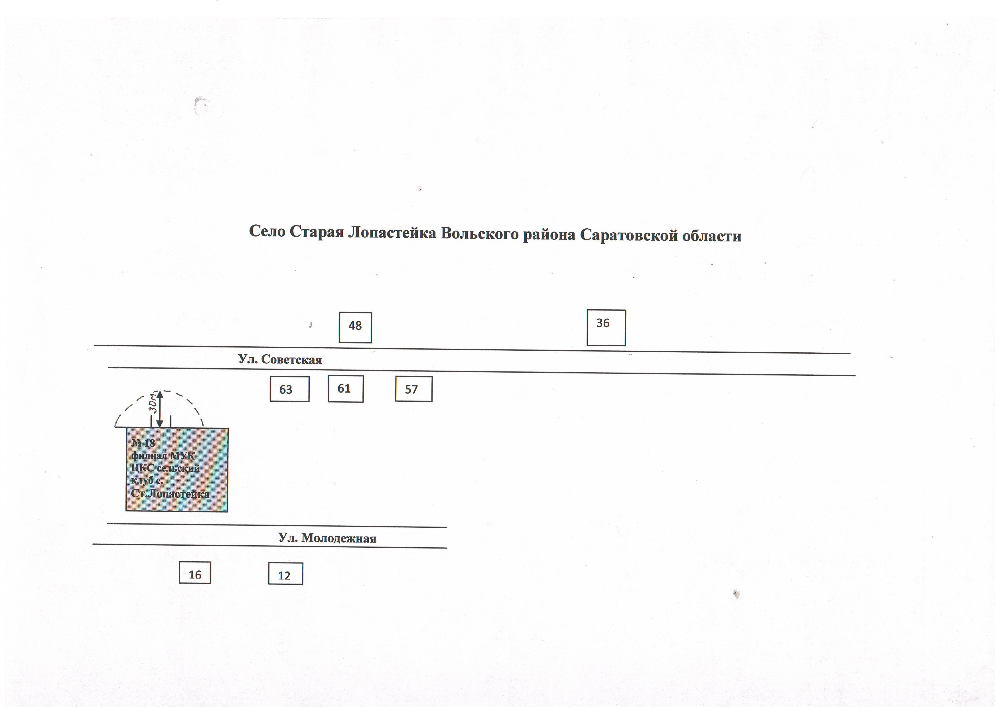 Село Старая Лопастейка Вольского района Саратовской области
48
36
Ул. Советская
63
61
57
30м
№ 18
филиал МУК
ЦКС сельский
клуб с.
Ст.Лопастейка
Ул. Молодежная
16
12